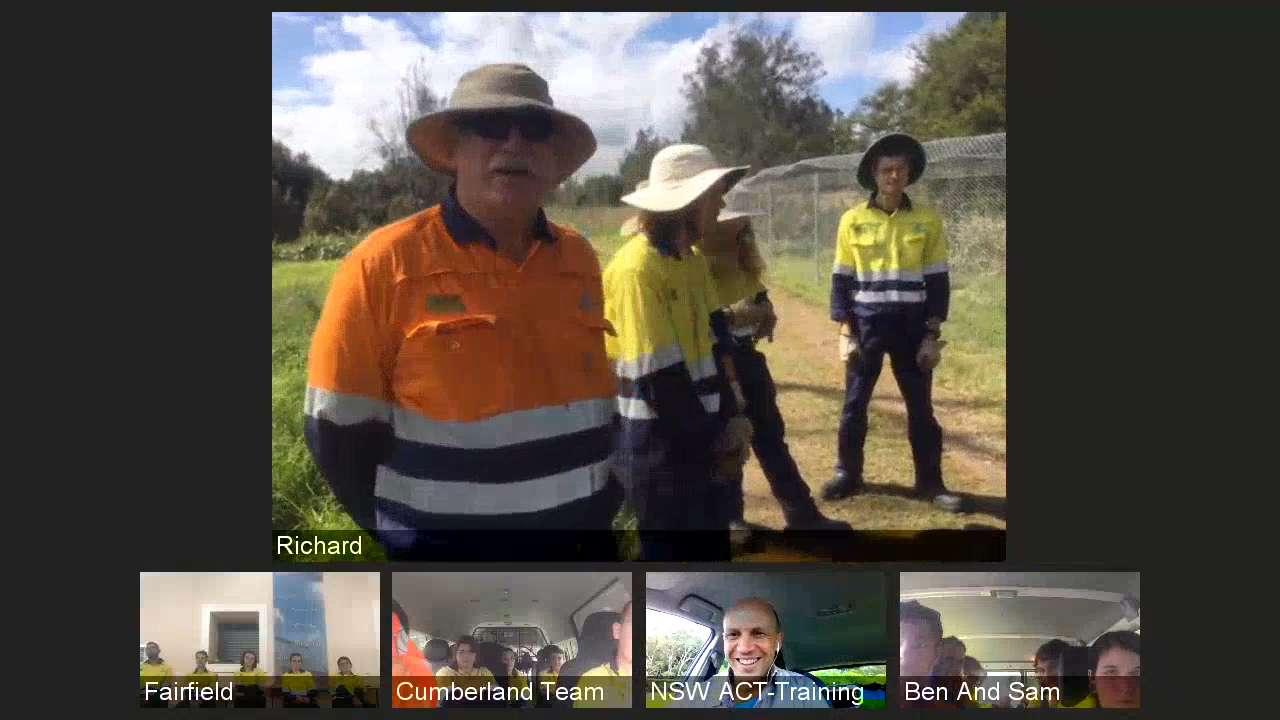 Richard
Fairfield
Cumberland Team
NSW ACT-Training
Ben And Sam